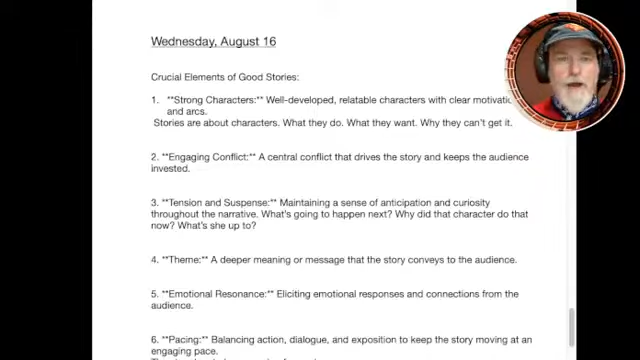 Wednesday, August 16
Crucial Elements of Good Stories:
1. **Strong Characters:** Well-developed, relatable characters with clear
and arcs.
Stories are about characters. What they do. What they want. Why they can't get it.
2. **Engaging Conflict:** A central conflict that drives the story and keeps the audience
invested.
3. **Tension and Suspense:** Maintaining a sense of anticipation and curiosity
throughout the narrative. What's going to happen next? Why did that character do that
now? What's she up to?
4. **Theme:** A deeper meaning or message that the story conveys to the audience.
5. **Emotional Resonance:** Eliciting emotional responses and connections from the
audience.
6. **Pacing:** Balancing action, dialogue, and exposition to keep the story moving at an
engaging pace.